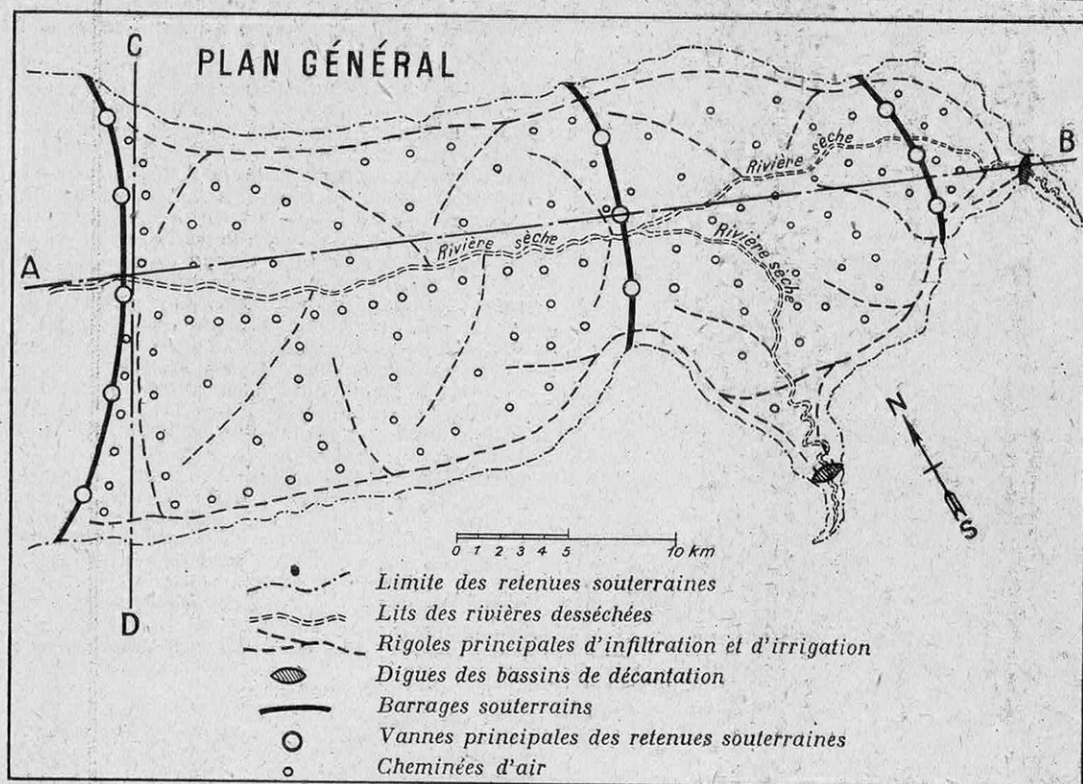 C
PLAN GÉNÉRAL
B
Rivière sèche
Rivière sèche
Rivière sèche
A
N
S
0 1 2 3 4 5 10 km
Limite des retenues souterraines
Lits des rivières desséchées
D
Rigoles principales d'infiltration et d'irrigation
Digues des bassins de décantation
Barrages souterrains
Vannes principales des retenues souterraines
Cheminées d'air